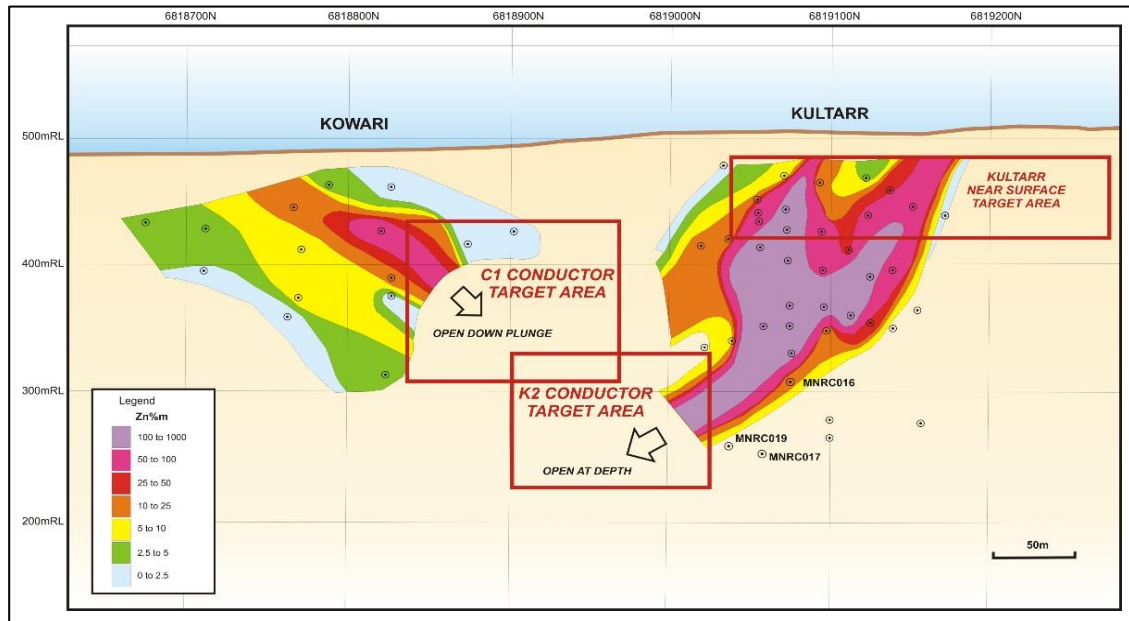 6818700N 6818800N 6818900N 6819000N 6819100N 6819200N
500mRL
400mRL
300mRL
200mRL
KOWARI
KULTARR
KULTARR
NEAR SURFACE
TARGET AREA
C1 CONDUCTOR
TARGET AREA
OPEN DOWN PLUNGE
K2 CONDUCTOR
TARGET AREA
OPEN AT DEPTH
MNRC016
MNRC019
MNRC017
Legend
Zn%m
100 to 1000
50 to 100
25 to 50
10 to 25
5 to 10
2.5 to 5
0 to 2.5
50m